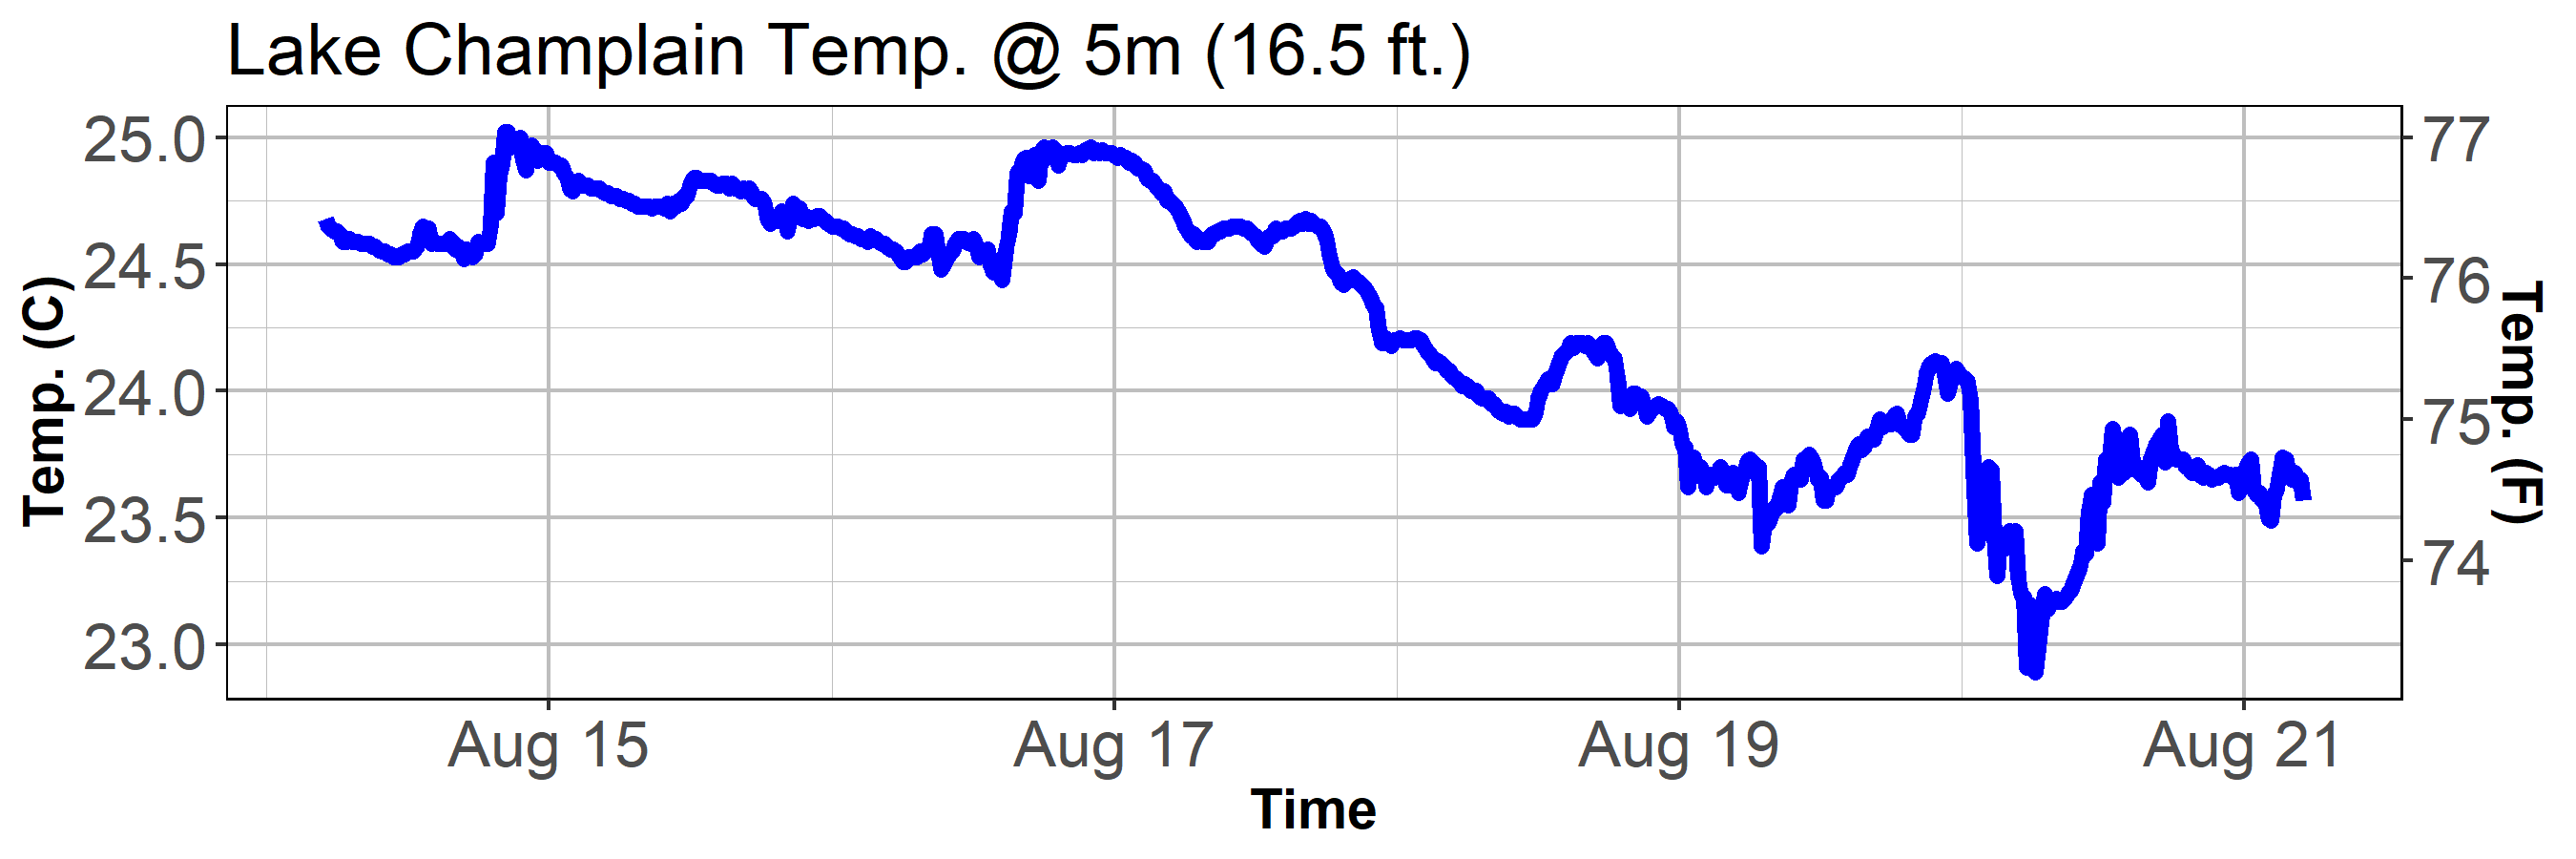 Lake Champlain Temp. @ 5m (16.5 ft.)
Temp. (C)
25.0
24.5
24.0
23.5
23.0
77
76
75
74
Temp. (F)
Aug 15 Aug 17 Aug 19 Aug 21
Time